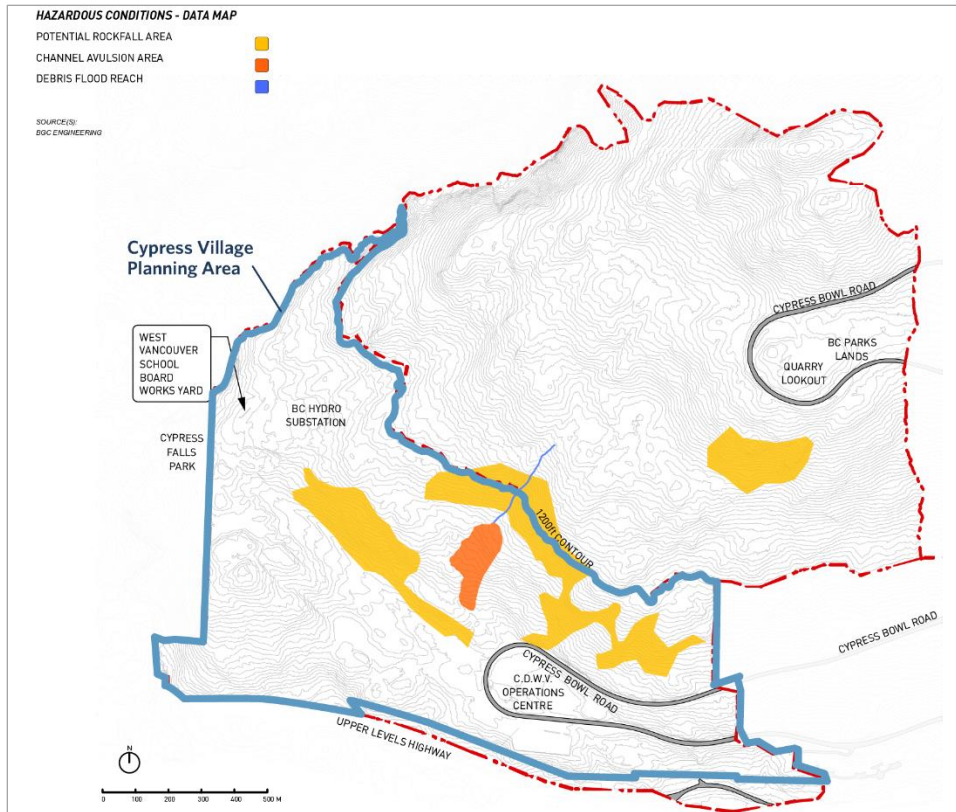 HAZARDOUS CONDITIONS - DATA MAP
POTENTIAL ROCKFALL AREA
CHANNEL AVULSION AREA
DEBRIS FLOOD REACH
SOURCE(S):
BGC ENGINEERING
Cypress Village
Planning Area
WEST
VANCOUVER
SCHOOL
BOARD
WORKS YARD
CYPRESS
FALLS
PARK
BC HYDRO
SUBSTATION
CYPRESS BOWL ROAD
BC PARKS
LANDS
QUARRY
LOOKOUT
1200ft CONTOUR
CYPRESS BOWL ROAD
CYPRESS BOWL ROAD
C.D.W.V.
OPERATIONS
CENTRE
UPPER LEVELS HIGHWAY
N
0 100 200 300 400 500 M